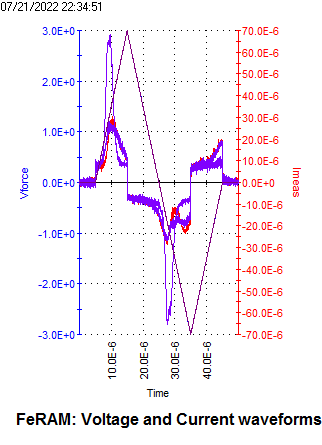 07/21/2022 22:34:51
3.0E+0
2.0E+0
1.0E+0
0.0E+0
-1.0E+0
-2.0E+0
-3.0E+0
Vforce
70.0E-6
60.0E-6
50.0E-6
40.0E-6
30.0E-6
20.0E-6
10.0E-6
0.0E+0
-10.0E-6
-20.0E-6
-30.0E-6
-40.0E-6
-50.0E-6
-60.0E-6
-70.0E-6
Imeas
10.0E-6
20.0E-6
30.0E-6
40.0E-6
Time
FeRAM: Voltage and Current waveforms